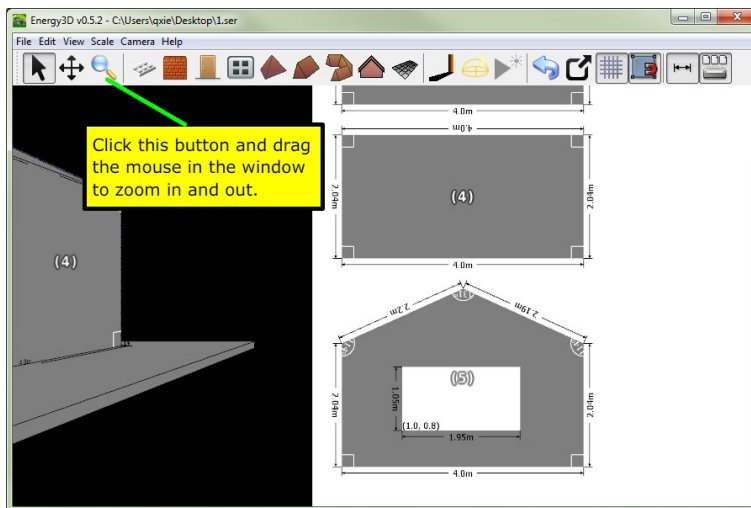 Energy3D v0.5.2 - C:\Users\qxie\Desktop\1.ser
File Edit View Scale Camera Help
Click this button and drag
the mouse in the window
to zoom in and out.
4.0m
4.0m
2.04m
(4)
2.04m
4.0m
(4)
2.2m
2.19m
2.04m
(5)
1.05m
(1.0, 0.8)
1.95m
2.04m
4.0m